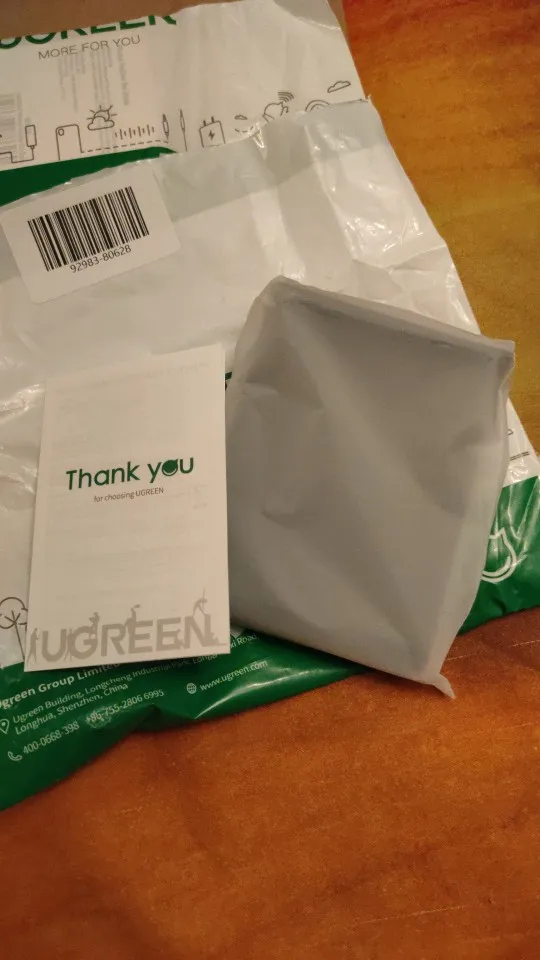 UGREEN
MORE FOR YOU
92983-80628
Thank you
for choosing UGREEN
UGREEN
green Group Limited
Ugreen Building, Longcheng Industrial Park, Longguan Road
Longhua, Shenzhen, China
400-0668-398 +86-755-2806 6995
www.ugreen.com